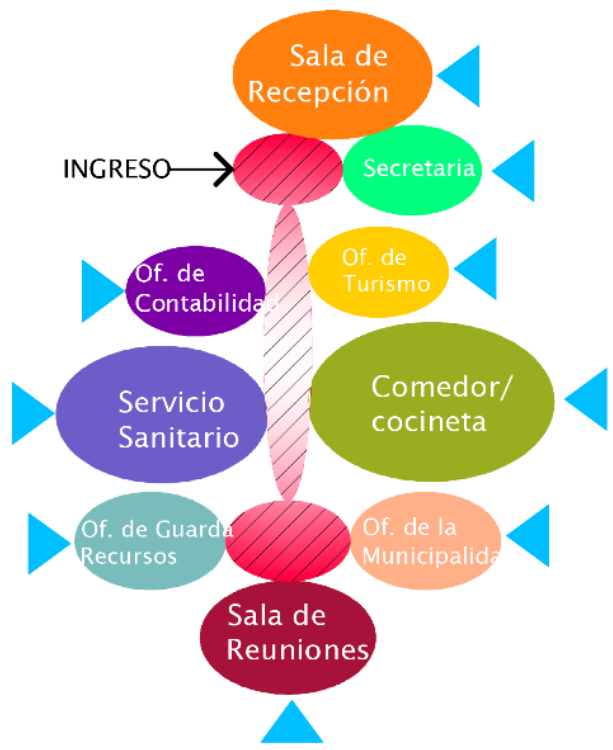 Sala de
Recepción
INGRESO
Secretaria
Of. de
Contabilidad
Of. de
Turismo
Servicio
Sanitario
Comedor/
cocineta
Of. de Guarda
Recursos
Of. de la
Municipalida
Sala de
Reuniones